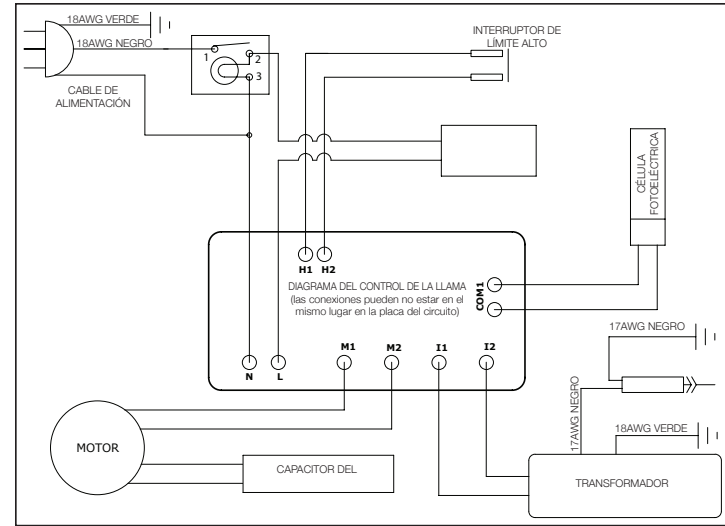 18AWG VERDE
18AWG NEGRO
CABLE DE
ALIMENTACIÓN
1
2
3
INTERRUPTOR DE
LÍMITE ALTO
CÉLULA
FOTOELÉCTRICA
H1 H2
DIAGRAMA DEL CONTROL DE LA LLAMA
(las conexiones pueden no estar en el
mismo lugar en la placa del circuito)
COM1
N
L
M1
M2
I1
I2
17AWG NEGRO
17AWG NEGRO
18AWG VERDE
MOTOR
CAPACITOR DEL
TRANSFORMADOR